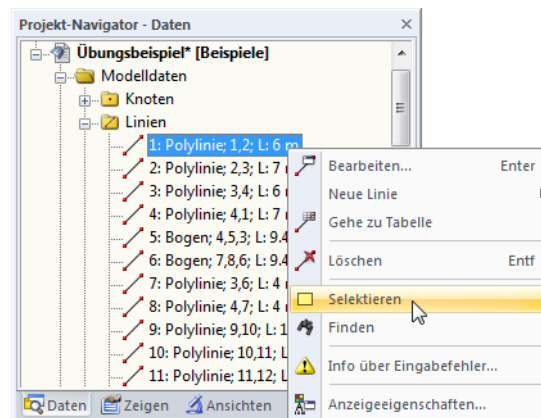 Projekt-Navigator - Daten
Übungsbeispiel* [Beispiele]
Modelldaten
Knoten
Linien
1: Polylinie; 1,2; L: 6 m
2: Polylinie; 2,3; L: 7
3: Polylinie; 3,4; L: 6
4: Polylinie; 4,1; L: 7
5: Bogen; 4,5,3; L: 9.4
6: Bogen; 7,8,6; L: 9.4
7: Polylinie; 3,6; L: 4
8: Polylinie; 4,7; L: 4
9: Polylinie; 9,10; L: 1
10: Polylinie; 10,11; L
11: Polylinie; 11,12; L
Bearbeiten... Enter
Neue Linie
Gehe zu Tabelle
Löschen Entf
Selektieren
Finden
Info über Eingabefehler...
Anzeigeeigenschaften...
Daten Zeigen Ansichten